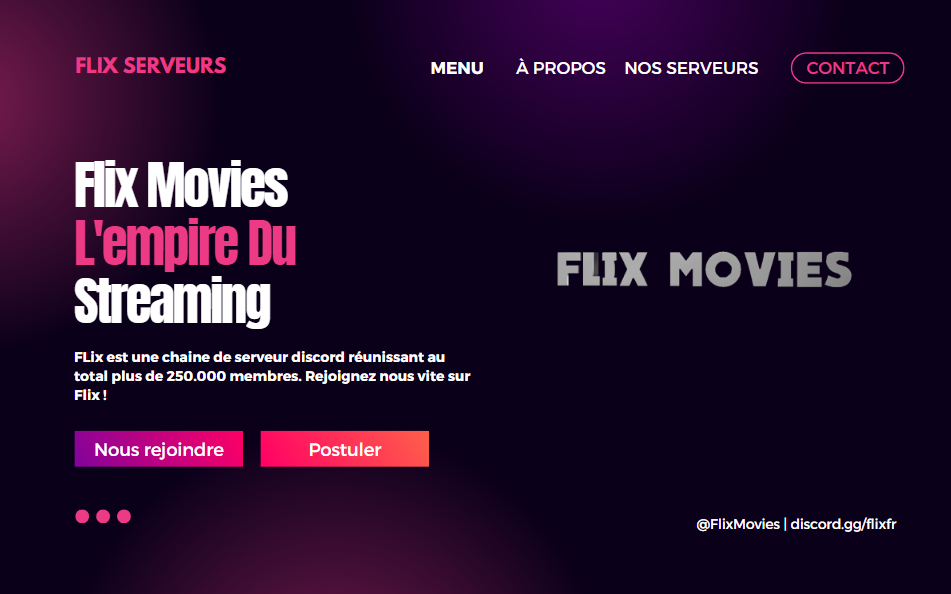 FLIX SERVEURS
MENU À PROPOS NOS SERVEURS CONTACT
Flix Movies
L'empire Du
Streaming
FLIX MOVIES
FLix est une chaine de serveur discord réunissant au
total plus de 250.000 membres. Rejoignez nous vite sur
Flix !
Nous rejoindre Postuler
@FlixMovies | discord.gg/flixfr